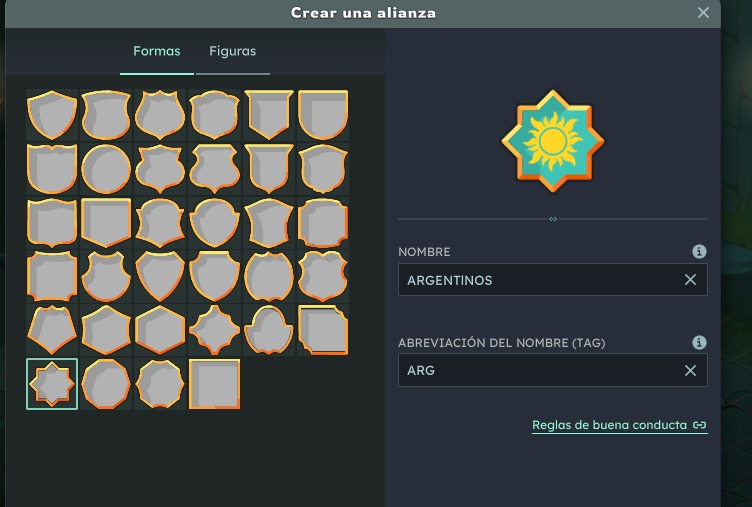 Crear una alianza
Formas
Figuras
NOMBRE
ARGENTINOS
ABREVIACIÓN DEL NOMBRE (TAG)
ARG
Reglas de buena conducta